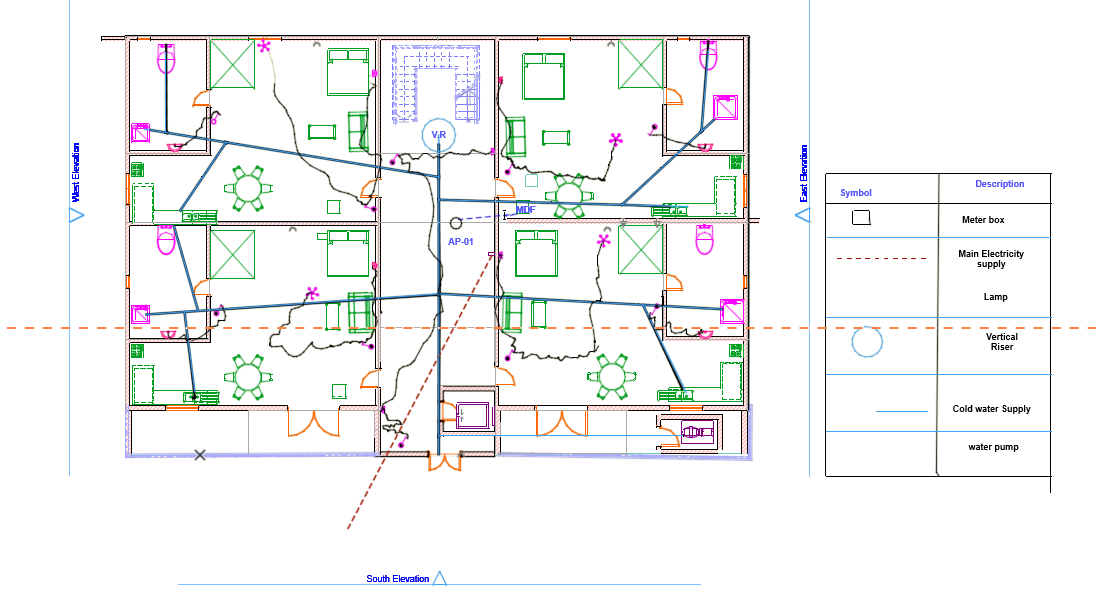 West Elevation
East Elevation
VR
MDF
AP-01
South Elevation
Symbol
Description
Meter box
Main Electricity
supply
Lamp
Vertical
Riser
Cold water Supply
water pump